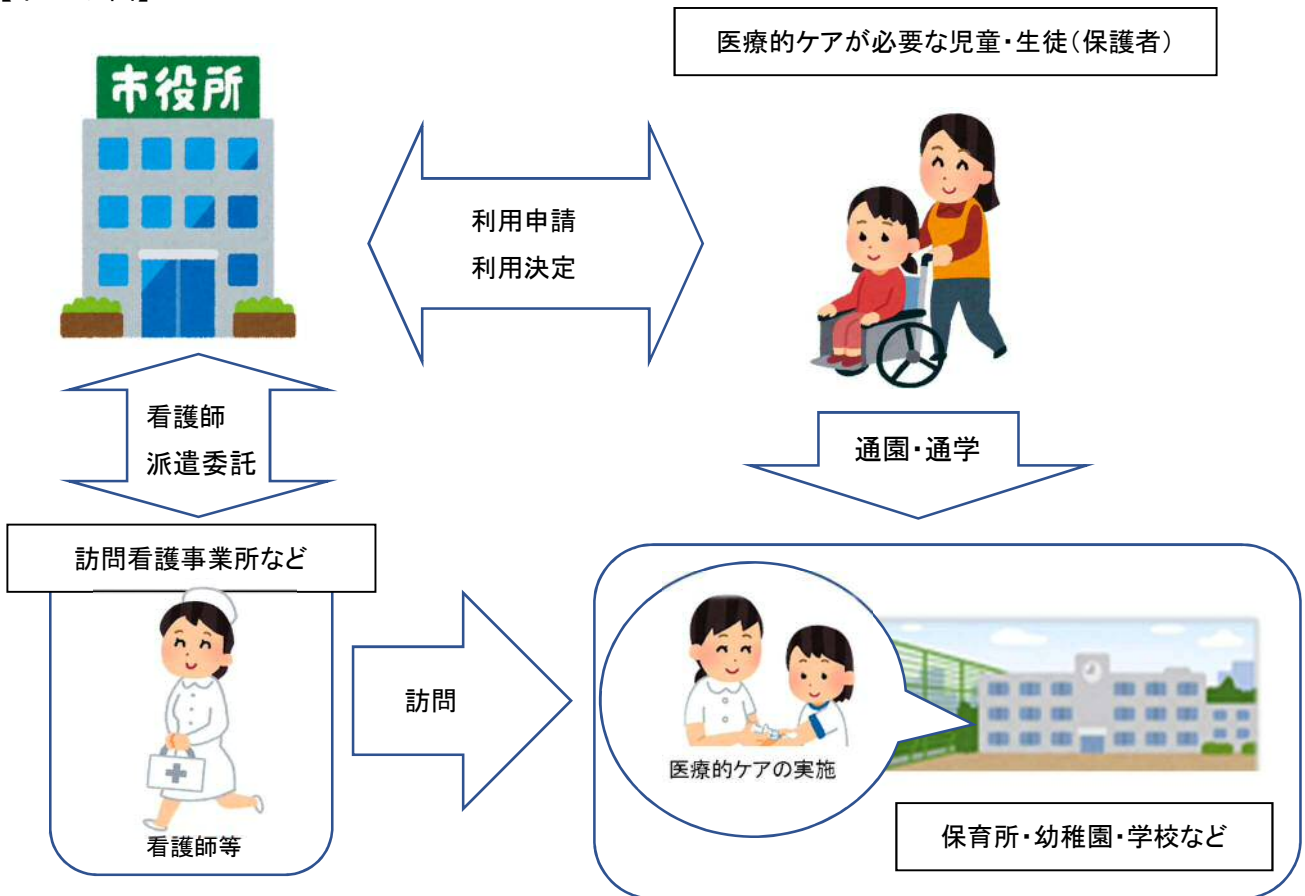 医療的ケアが必要な児童・生徒(保護者)
市役所
利用申請
利用決定
看護師
派遣委託
通園・通学
訪問看護事業所など
訪問
医療的ケアの実施
看護師等
保育所・幼稚園・学校など